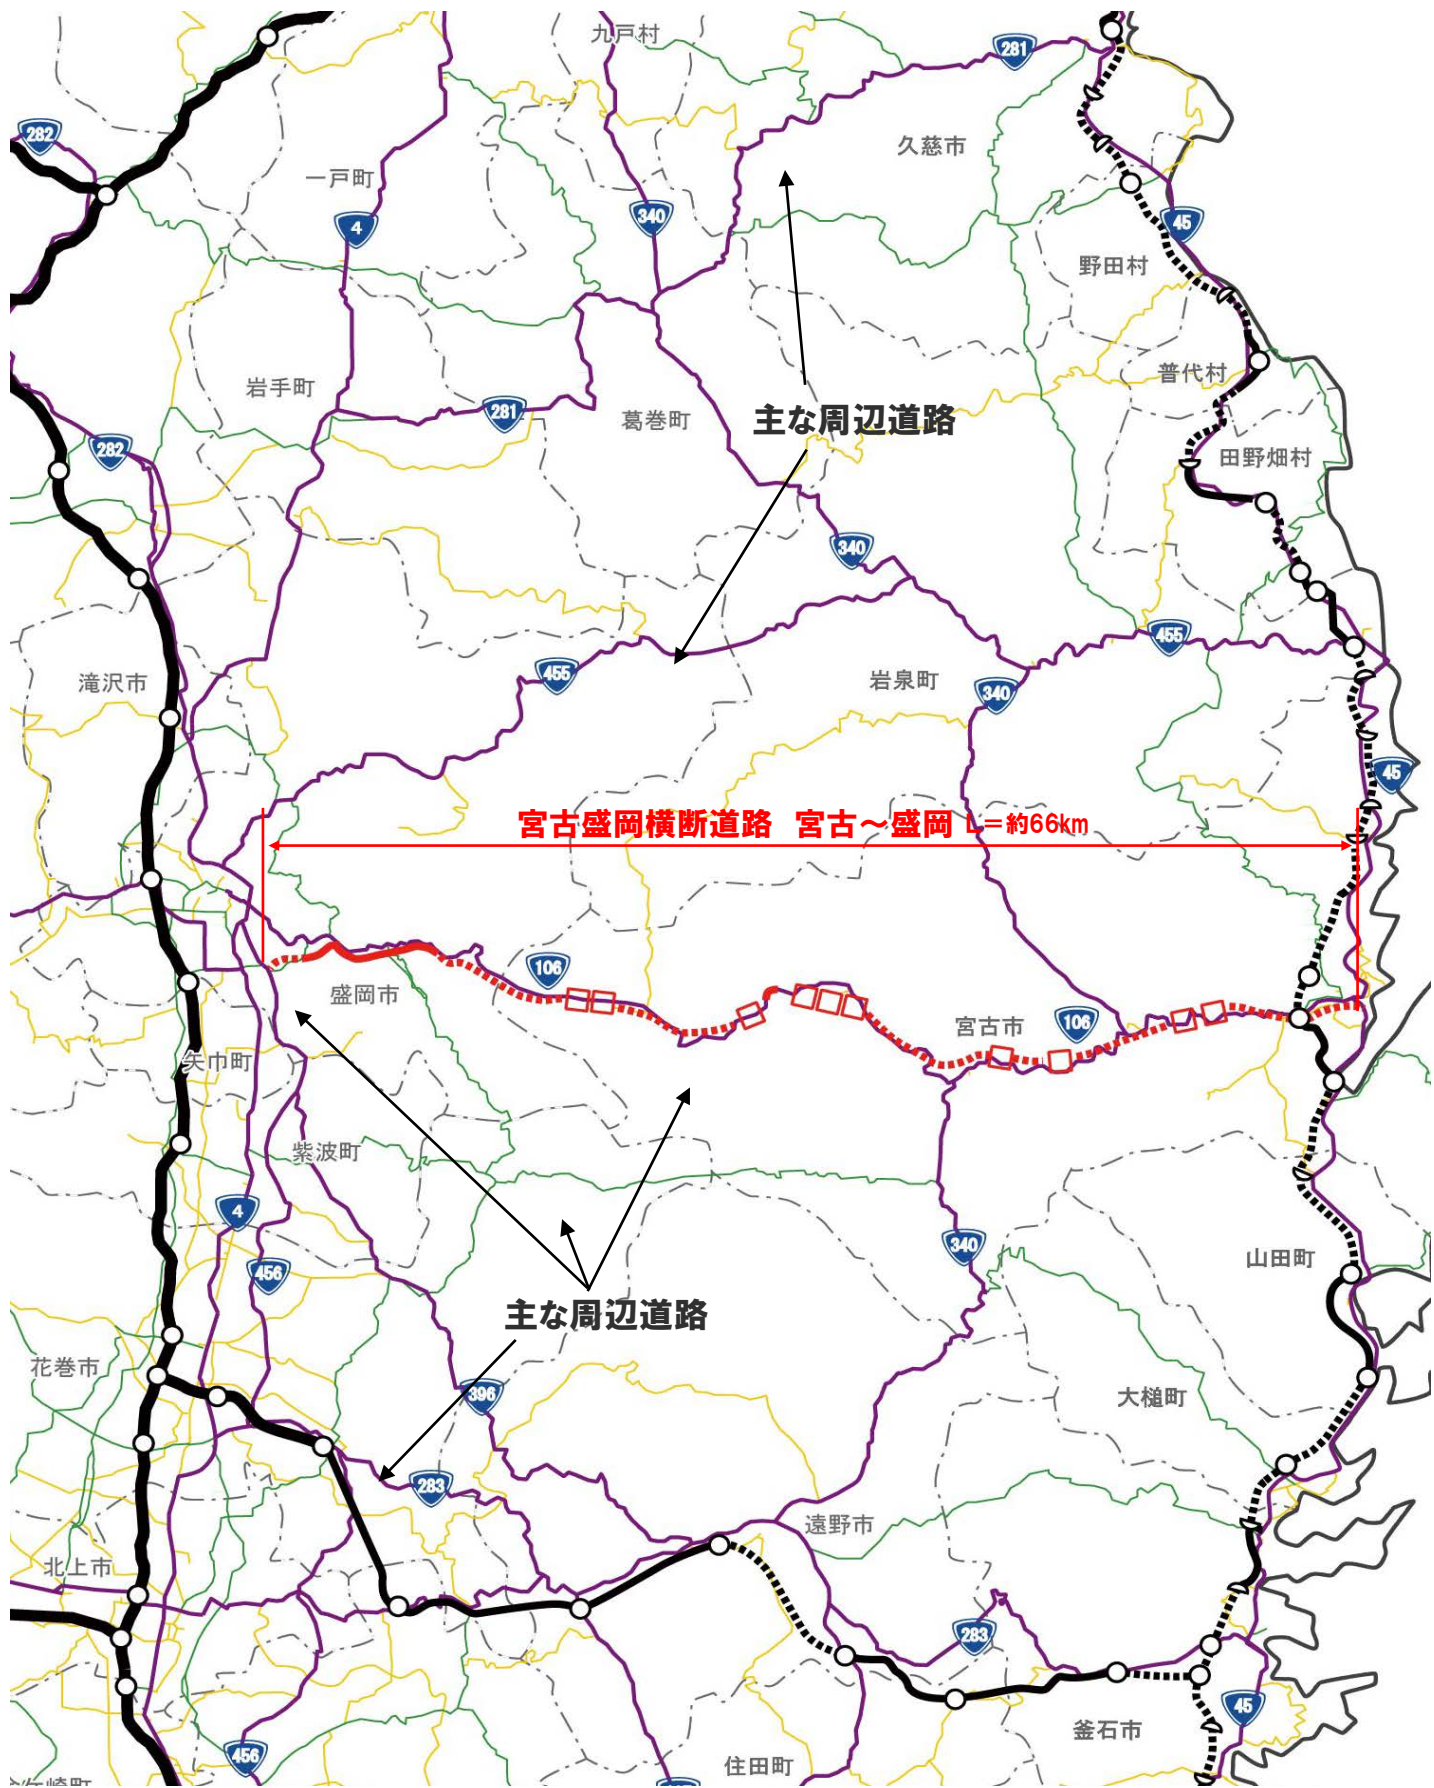 九戸村
281
282
久慈市
一戸町
340
4
45
野田村
普代村
岩手町
281
葛巻町
主な周辺道路
282
田野畑村
340
455
455
滝沢市
岩泉町
340
45
宮古盛岡横断道路 宮古～盛岡 L=約66km
106
盛岡市
宮古市
106
矢巾町
紫波町
4
340
山田町
456
主な周辺道路
花巻市
396
大槌町
283
遠野市
北上市
283
45
釜石市
456
住田町
ケ崎町